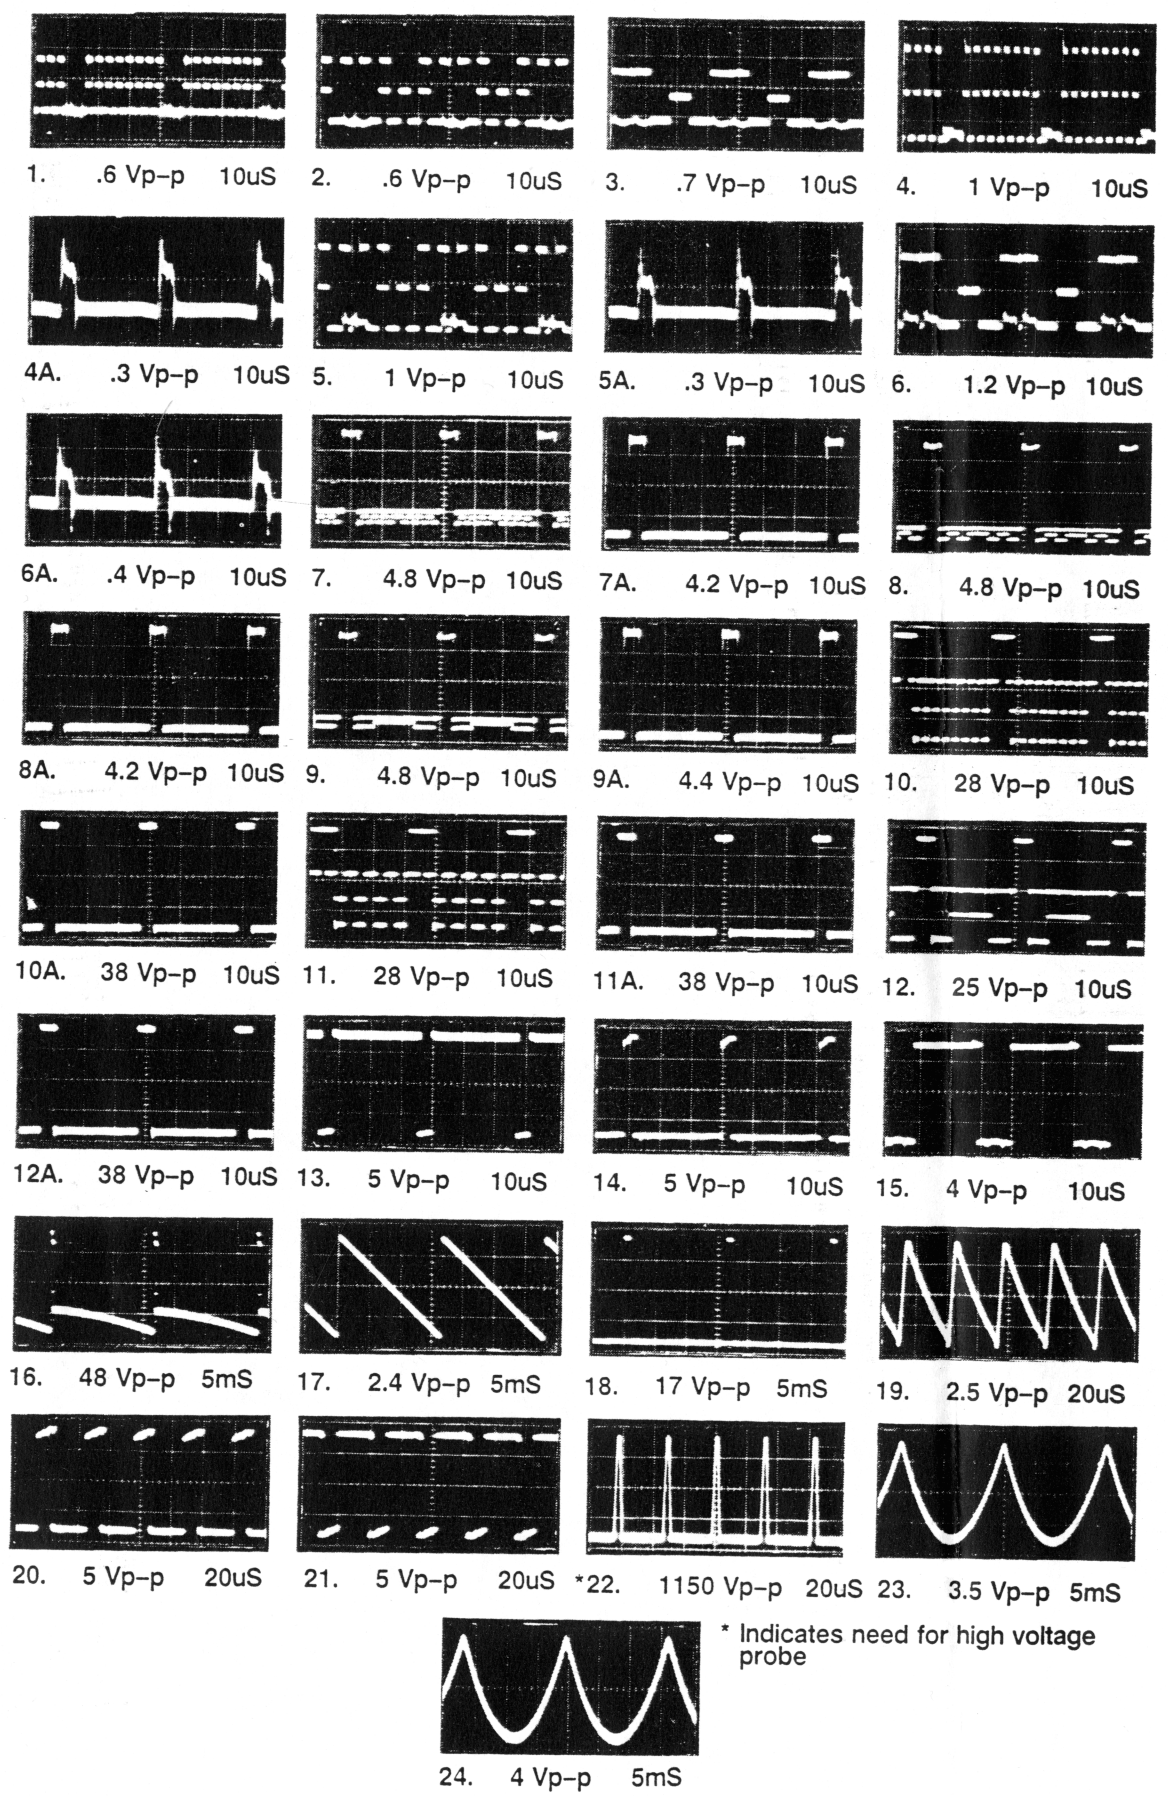 1. .6 Vp-p 10uS
2. .6 Vp-p 10uS
3. .7 Vp-p 10uS
4. 1 Vp-p 10uS
4A. .3 Vp-p 10uS
5. 1 Vp-p 10uS
5A. .3 Vp-p 10uS
6. 1.2 Vp-p 10uS
6A. .4 Vp-p 10uS
7. 4.8 Vp-p 10uS
7A. 4.2 Vp-p 10uS
8. 4.8 Vp-p 10uS
8A. 4.2 Vp-p 10uS
9. 4.8 Vp-p 10uS
9A. 4.4 Vp-p 10uS
10. 28 Vp-p 10uS
10A. 38 Vp-p 10uS
11. 28 Vp-p 10uS
11A. 38 Vp-p 10uS
12. 25 Vp-p 10uS
12A. 38 Vp-p 10uS
13. 5 Vp-p 10uS
14. 5 Vp-p 10uS
15. 4 Vp-p 10uS
16. 48 Vp-p 5mS
17. 2.4 Vp-p 5mS
18. 17 Vp-p 5mS
19. 2.5 Vp-p 20uS
20. 5 Vp-p 20uS
21. 5 Vp-p 20uS
*22. 1150 Vp-p 20uS
23. 3.5 Vp-p 5mS
* Indicates need for high voltage
probe
24. 4 Vp-p 5mS